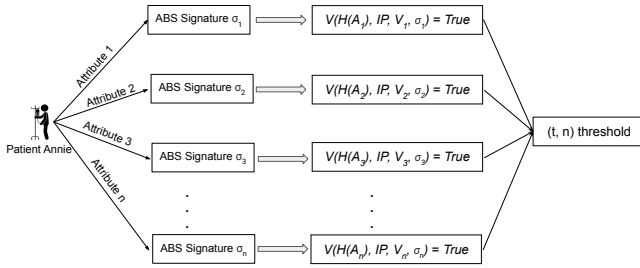 ABS Signature σ1
V(H(A1), IP, V1, σ1) = True
Attribute 1
Attribute 2
ABS Signature σ2
V(H(A2), IP, V2, σ2) = True
(t, n) threshold
Patient Annie
Attribute 3
ABS Signature σ3
V(H(A3), IP, V3, σ3) = True
Attribute n
ABS Signature σn
V(H(An), IP, Vn, σn) = True